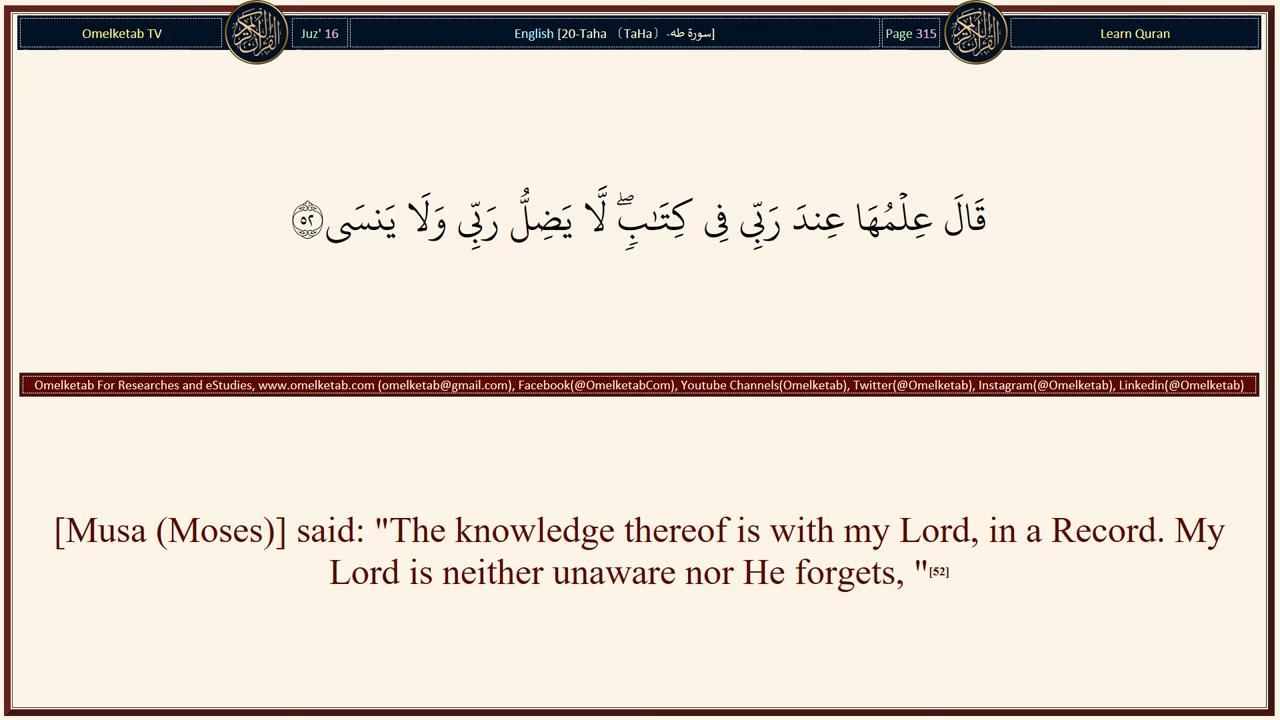 Omelketab TV
Juz' 16
English [20-Taha （TaHa） -سورة طه]
Page 315
Learn Quran
قَالَ عِلْمُهَا عِندَ رَبِّى فِى كِتَـٰبٍۢ ۖ لَّا يَضِلُّ رَبِّى وَلَا يَنسَى ٥٢
Omelketab For Researches and eStudies, www.omelketab.com (omelketab@gmail.com), Facebook(@OmelketabCom), Youtube Channels(Omelketab), Twitter(@Omelketab), Instagram(@Omelketab), Linkedin(@Omelketab)
[Musa (Moses)] said: "The knowledge thereof is with my Lord, in a Record. My
Lord is neither unaware nor He forgets, "[52]